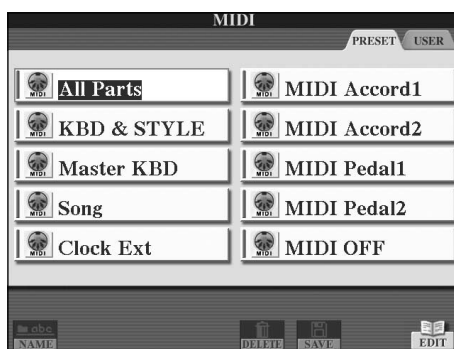 MIDI
PRESET USER
All Parts
KBD & STYLE
Master KBD
Song
Clock Ext
MIDI Accord1
MIDI Accord2
MIDI Pedal1
MIDI Pedal2
MIDI OFF
abc
NAME DELETE SAVE EDIT